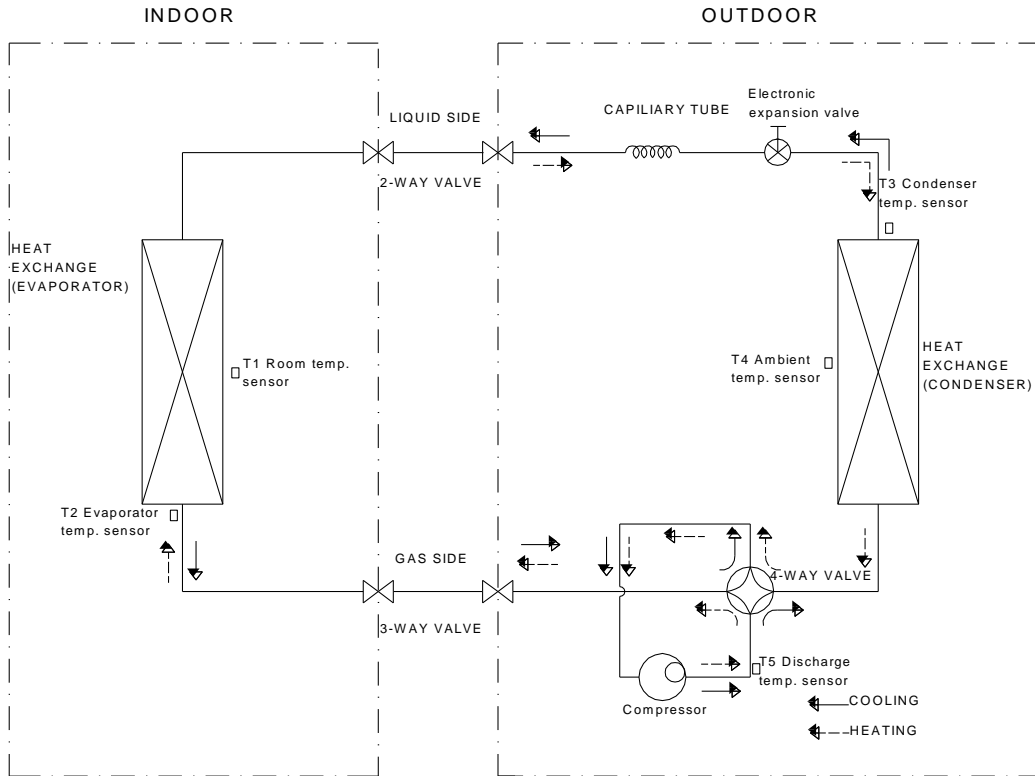 INDOOR
OUTDOOR
Electronic
expansion valve
CAPILIARY TUBE
LIQUID SIDE
2-WAY VALVE
T3 Condenser
temp. sensor
HEAT
EXCHANGE
(EVAPORATOR)
T1 Room temp.
sensor
T4 Ambient
temp. sensor
HEAT
EXCHANGE
(CONDENSER)
T2 Evaporator
temp. sensor
GAS SIDE
3-WAY VALVE
4-WAY VALVE
T5 Discharge
temp. sensor
Compressor
COOLING
HEATING